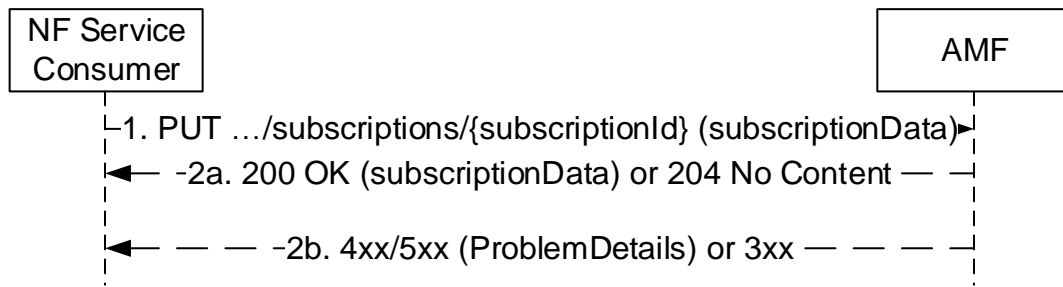 NF Service
Consumer
AMF
1. PUT …/subscriptions/{subscriptionId} (subscriptionData)
2a. 200 OK (subscriptionData) or 204 No Content
2b. 4xx/5xx (ProblemDetails) or 3xx